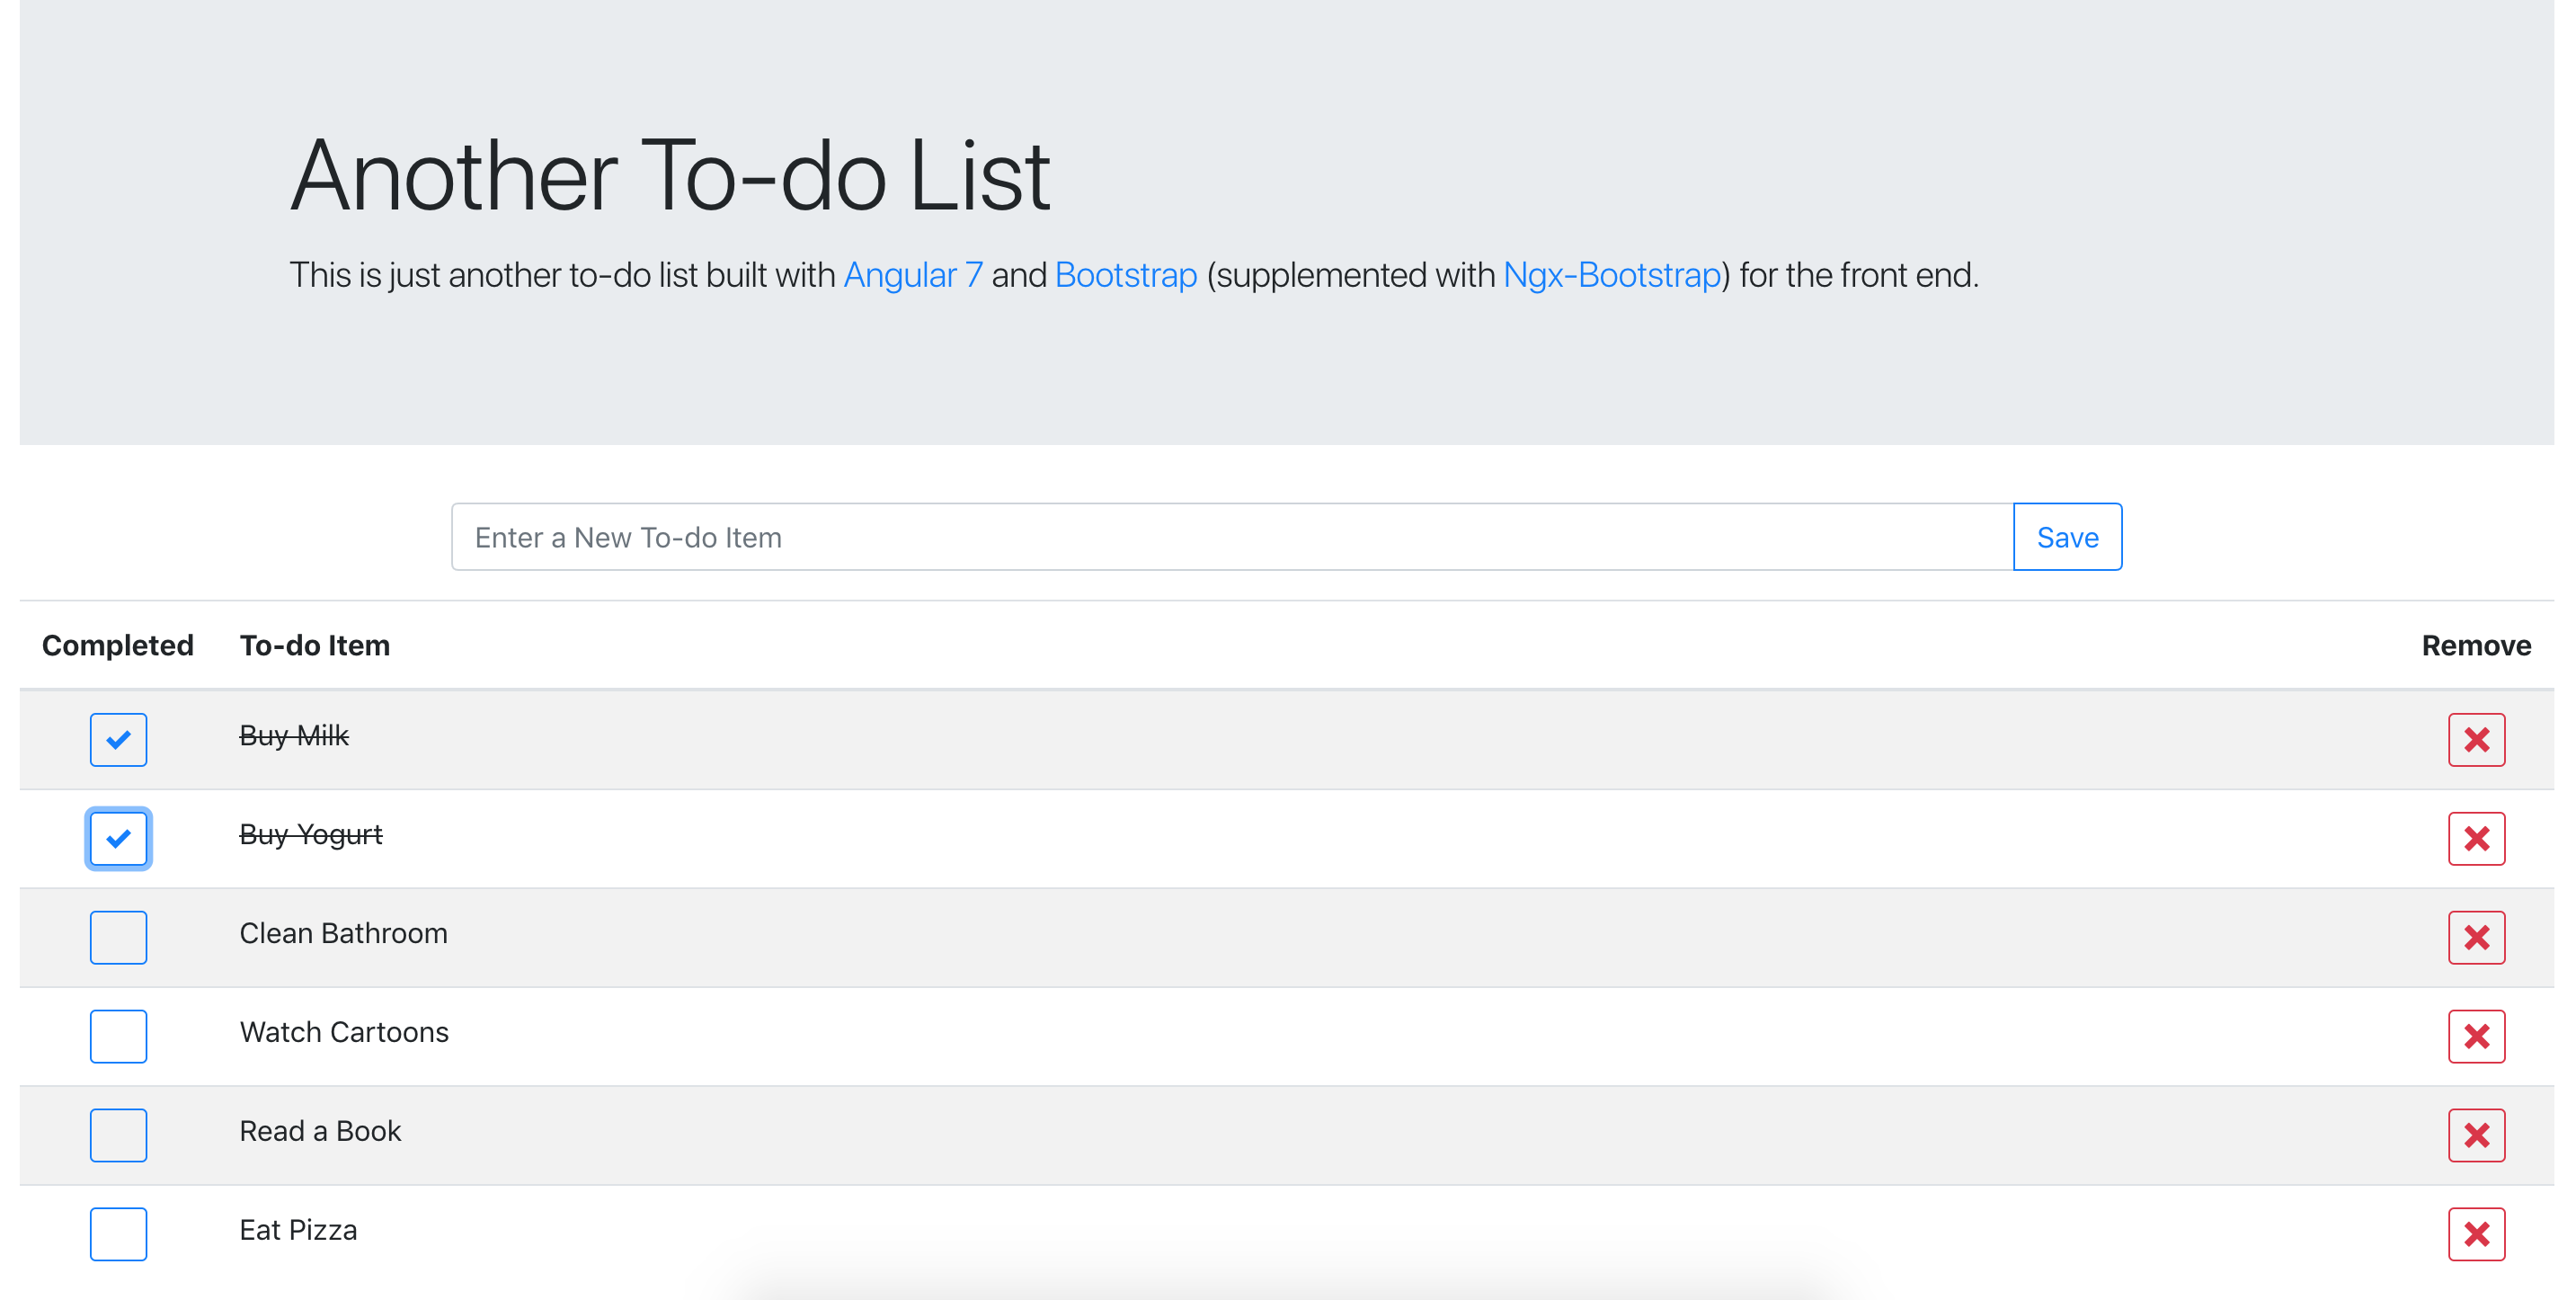 Another To-do List
This is just another to-do list built with Angular 7 and Bootstrap (supplemented with Ngx-Bootstrap) for the front end.
Enter a New To-do Item Save
Completed To-do Item Remove
Buy Milk
Buy Yogurt
Clean Bathroom
Watch Cartoons
Read a Book
Eat Pizza